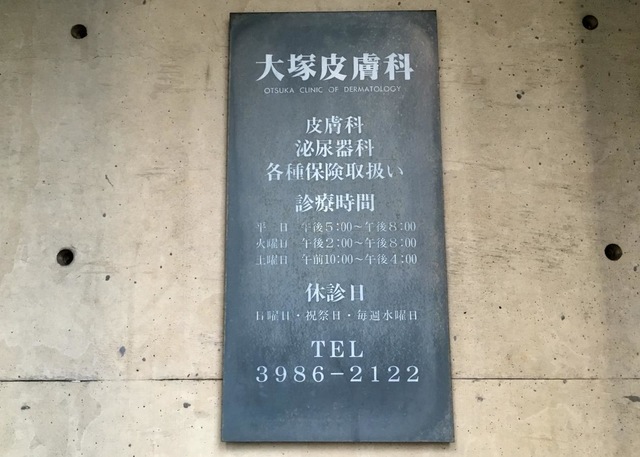 大塚皮膚科
OTSUKA CLINIC OF DERMATOLOGY
皮膚科
泌尿器科
各種保険取扱い
診療時間
平　日　午後5:00～午後8:00
火曜日　午後2:00～午後8:00
土曜日　午前10:00～午後4:00
休診日
日曜日・祝祭日・毎週水曜日
TEL
3986-2122